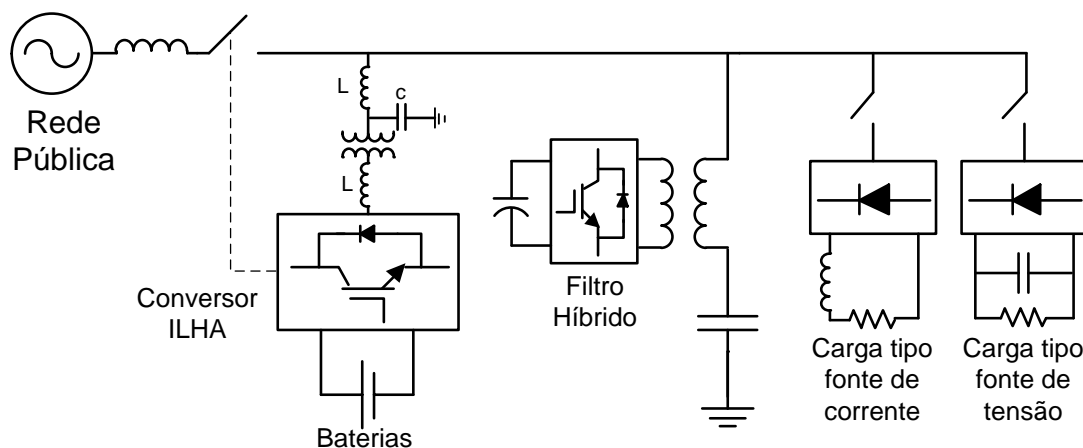 Rede
Pública
L
c
L
Conversor
ILHA
Baterias
Filtro
Híbrido
Carga tipo
fonte de
corrente
Carga tipo
fonte de
tensão